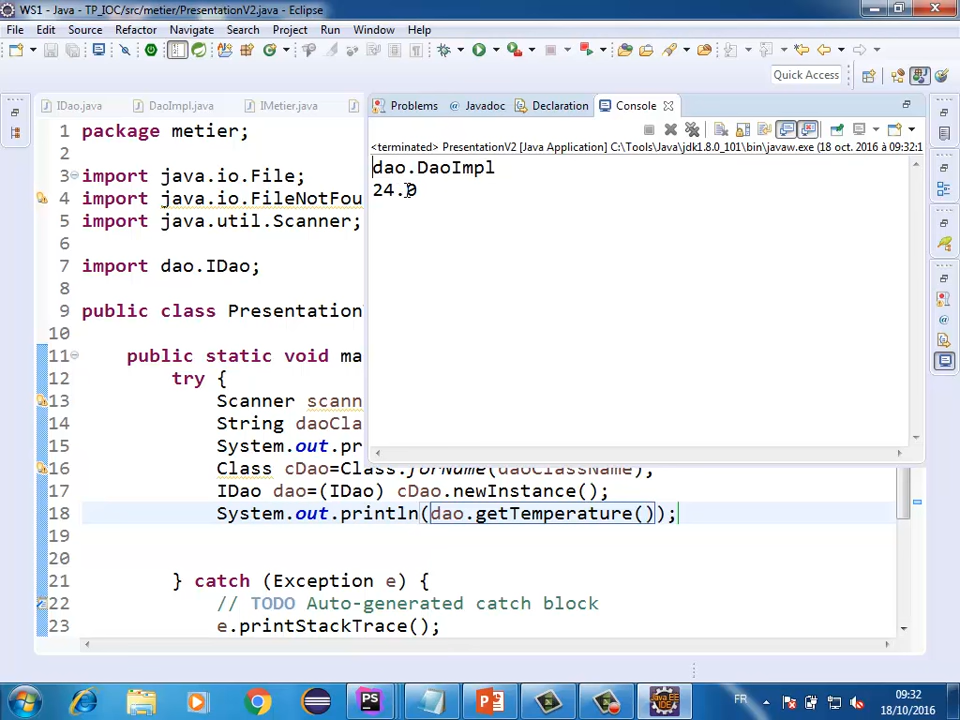 WS1 - Java - TP_IOC/src/metier/PresentationV2.java - Eclipse
File Edit Source Refactor Navigate Search Project Run Window Help
Quick Access
IDao.java DaoImpl.java IMetier.java
Problems @ Javadoc Declaration Console
<terminated> PresentationV2 [Java Application] C:\Tools\Java\jdk1.8.0_101\bin\javaw.exe (18 oct. 2016 à 09:32:1
dao.DaoImpl
24.0
1 package metier;
2
3 import java.io.File;
4 import java.io.FileNotFou
5 import java.util.Scanner;
6
7 import dao.IDao;
8
9 public class Presentation
10
11 public static void ma
12 try {
13 Scanner scann
14 String daoCla
15 System.out.pr
16 Class cDao=Class.forName(daoClassName);
17 IDao dao=(IDao) cDao.newInstance();
18 System.out.println(dao.getTemperature());
19
20
21 } catch (Exception e) {
22 // TODO Auto-generated catch block
23 e.printStackTrace();
PS
Java EE
IDE
FR
09:32
18/10/2016